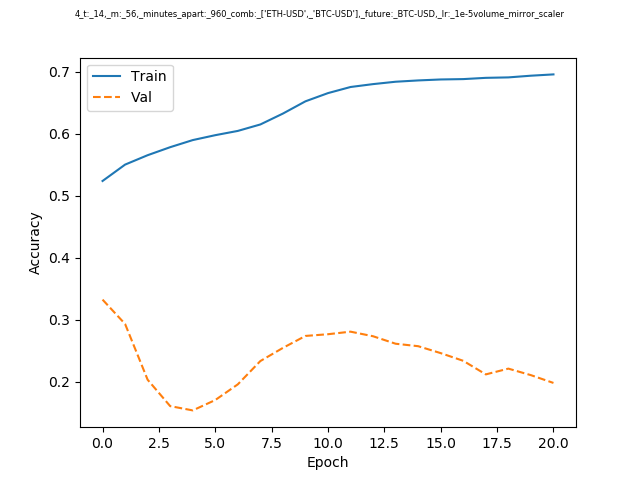 4_t:_14,_m:_56,_minutes_apart:_960_comb:_['ETH-USD',_'BTC-USD'],_future:_BTC-USD,_lr:_1e-5volume_mirror_scaler
Train
Val
0.7
0.6
0.5
0.4
0.3
0.2
Accuracy
0.0 2.5 5.0 7.5 10.0 12.5 15.0 17.5 20.0
Epoch